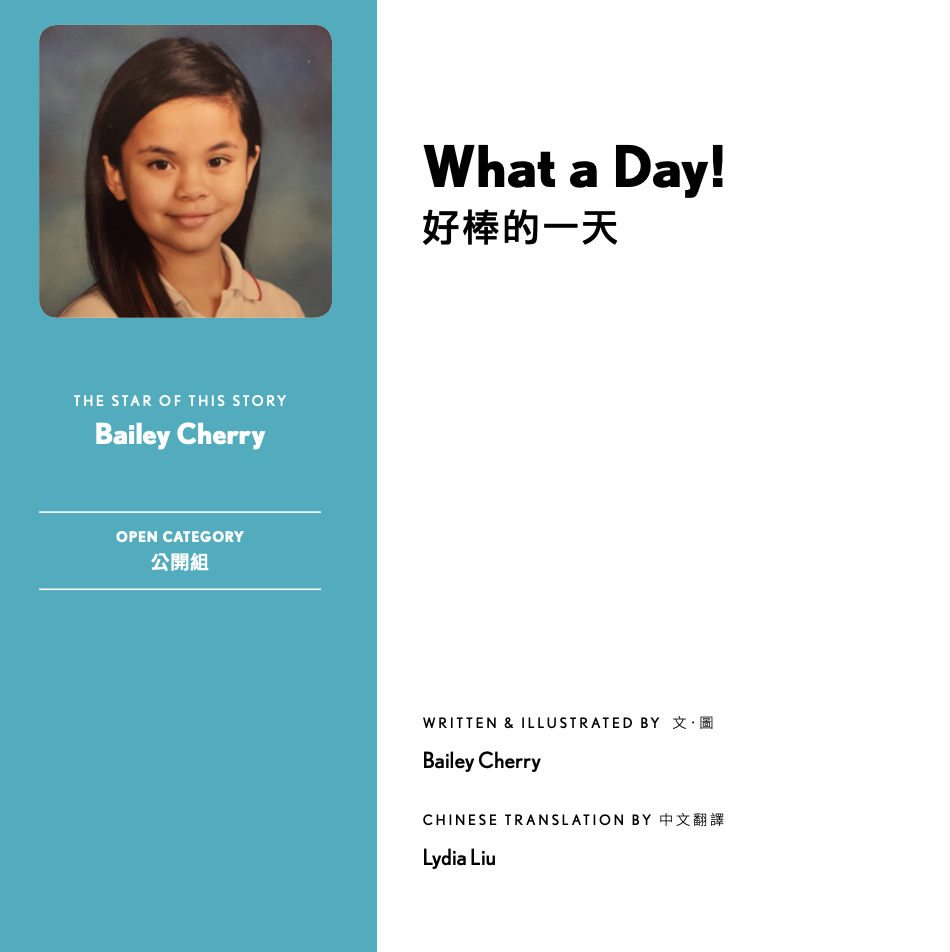 THE STAR OF THIS STORY
Bailey Cherry
OPEN CATEGORY
公開組
What a Day!
好棒的一天
WRITTEN & ILLUSTRATED BY 文·圖
Bailey Cherry
CHINESE TRANSLATION BY 中文翻譯
Lydia Liu